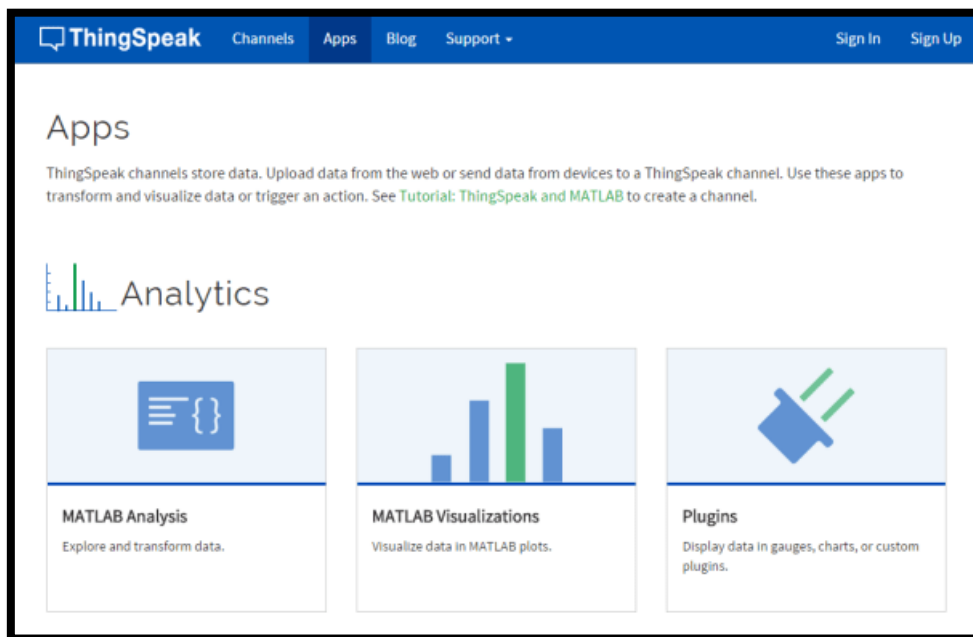 ThingSpeak Channels Apps Blog Support Sign In Sign Up
Apps
ThingSpeak channels store data. Upload data from the web or send data from devices to a ThingSpeak channel. Use these apps to
transform and visualize data or trigger an action. See Tutorial: ThingSpeak and MATLAB to create a channel.
Analytics
{}
MATLAB Analysis
Explore and transform data.
MATLAB Visualizations
Visualize data in MATLAB plots.
Plugins
Display data in gauges, charts, or custom
plugins.